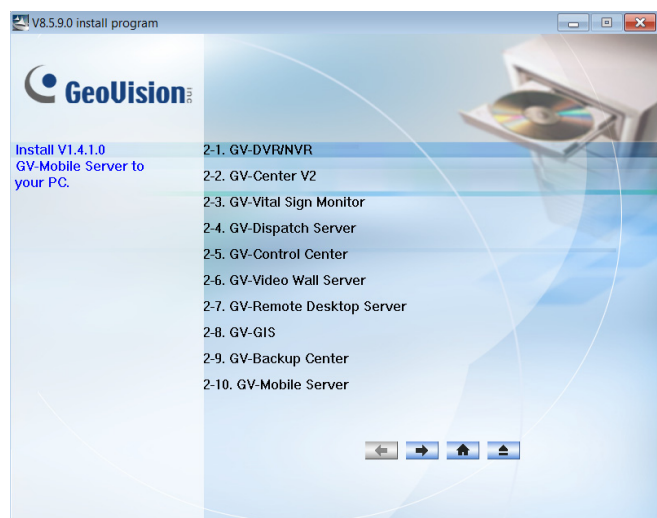 V8.5.9.0 install program
GeoVision inc
Install V1.4.1.0
GV-Mobile Server to
your PC.
2-1. GV-DVR/NVR
2-2. GV-Center V2
2-3. GV-Vital Sign Monitor
2-4. GV-Dispatch Server
2-5. GV-Control Center
2-6. GV-Video Wall Server
2-7. GV-Remote Desktop Server
2-8. GV-GIS
2-9. GV-Backup Center
2-10. GV-Mobile Server